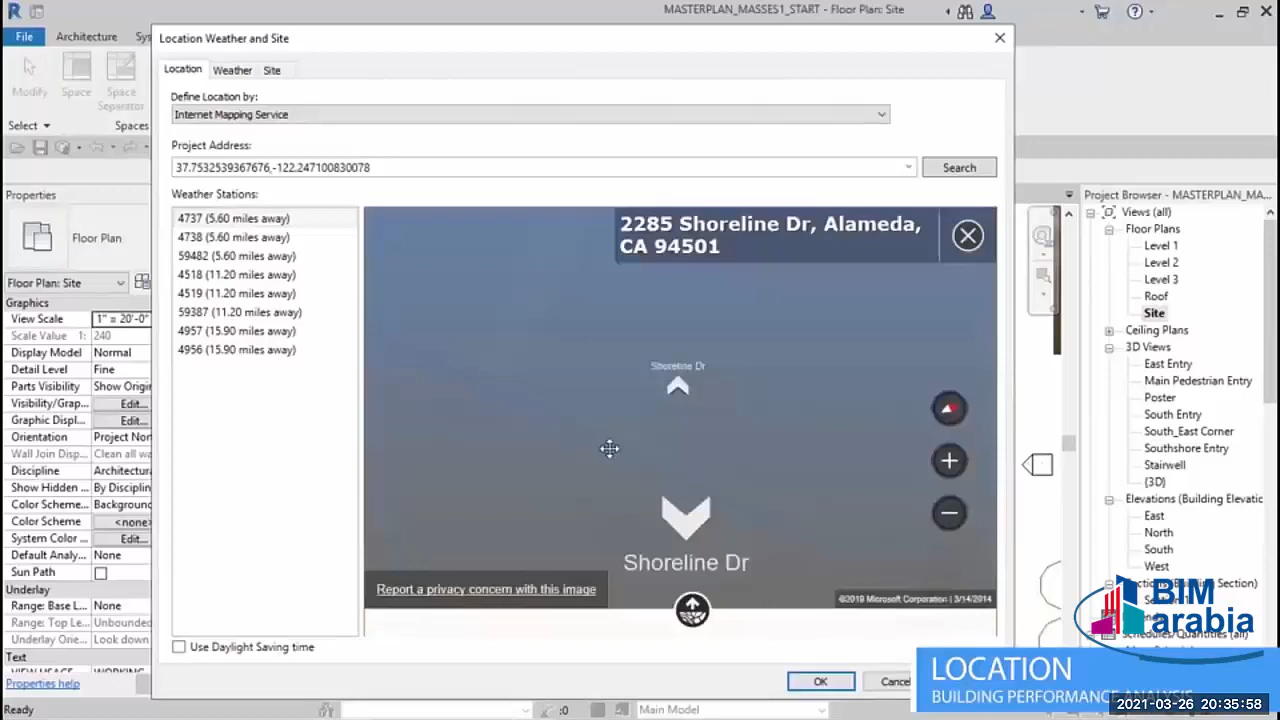 MASTERPLAN_MASSES1_START - Floor Plan: Site
File
Architecture
Sys
Modify
Space
Space Separator
Select
Spaces
Location Weather and Site
Location
Weather
Site
Define Location by:
Internet Mapping Service
Project Address:
37.7532539367676,-122.247100830078
Search
Weather Stations:
4737 (5.60 miles away)
4738 (5.60 miles away)
59482 (5.60 miles away)
4518 (11.20 miles away)
4519 (11.20 miles away)
59387 (11.20 miles away)
4957 (15.90 miles away)
4956 (15.90 miles away)
2285 Shoreline Dr, Alameda,
CA 94501
Shoreline Dr
Shoreline Dr
Report a privacy concern with this image
©2019 Microsoft Corporation | 3/14/2014
Use Daylight Saving time
OK
Cancel
Properties
Floor Plan
Floor Plan: Site
Graphics
View Scale 1" = 20'-0"
Scale Value 1: 240
Display Model Normal
Detail Level Fine
Parts Visibility Show Origin
Visibility/Grap... Edit...
Graphic Displ... Edit...
Orientation Project Nor
Wall Join Disp... Clean all wa
Discipline Architectura
Show Hidden ... By Disciplin
Color Scheme... Background
Color Scheme <none>
System Color ... Edit...
Default Analy... None
Sun Path
Underlay
Range: Base L... None
Range: Top Le... Unbounded
Underlay Orie... Look down
Text
Properties help
Ready
:0
Main Model
Project Browser - MASTERPLAN_MA...
Views (all)
Floor Plans
Level 1
Level 2
Level 3
Roof
Site
Ceiling Plans
3D Views
East Entry
Main Pedestrian Entry
Poster
South Entry
South_East Corner
Southshore Entry
Stairwell
{3D}
Elevations (Building Elevatic
East
North
South
West
BIM
arabia
LOCATION
BUILDING PERFORMANCE ANALYSIS
2021-03-26 20:35:58